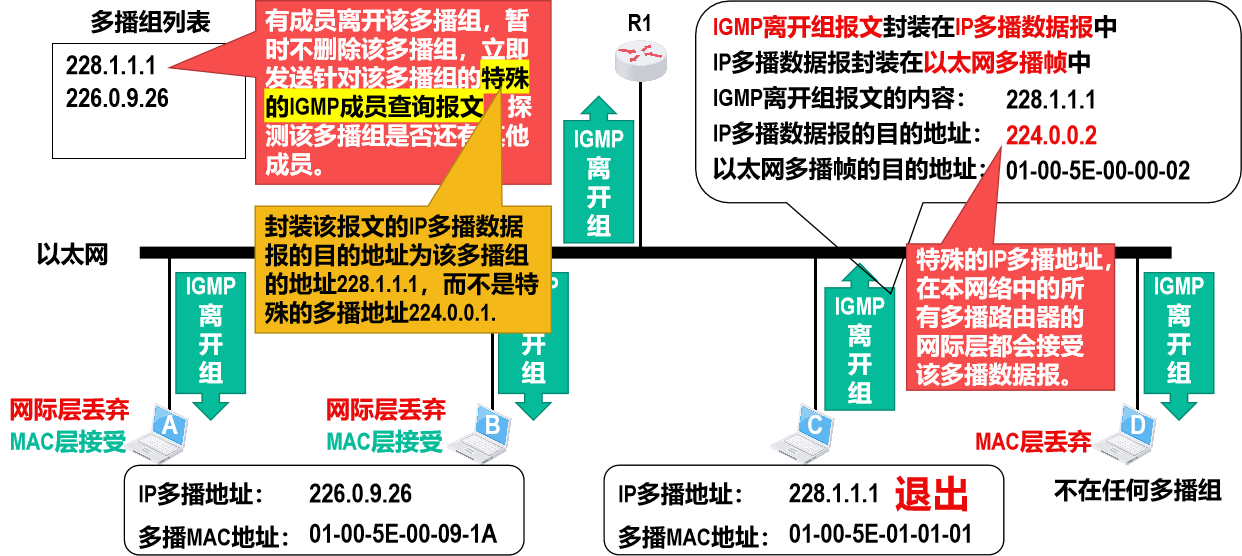 多播组列表
228.1.1.1
226.0.9.26
有成员离开该多播组，暂
时不删除该多播组，立即
发送针对该多播组的特殊
的IGMP成员查询报文，探
测该多播组是否还有其他
成员。
R1
IGMP离开组报文封装在IP多播数据报中
IP多播数据报封装在以太网多播帧中
IGMP离开组报文的内容： 228.1.1.1
IP多播数据报的目的地址： 224.0.0.2
以太网多播帧的目的地址： 01-00-5E-00-00-02
IGMP
离
开
组
封装该报文的IP多播数据
报的目的地址为该多播组
的地址228.1.1.1，而不是特
殊的多播地址224.0.0.1.
以太网
特殊的IP多播地址，
在本网络中的所
有多播路由器的
网际层都会接受
该多播数据报。
IGMP
离
开
组
开
组
IGMP
离
开
组
IGMP
离
开
组
网际层丢弃
MAC层接受
A
网际层丢弃
MAC层接受
B
C
MAC层丢弃
D
IP多播地址： 226.0.9.26
多播MAC地址： 01-00-5E-00-09-1A
IP多播地址： 228.1.1.1 退出
多播MAC地址： 01-00-5E-01-01-01
不在任何多播组